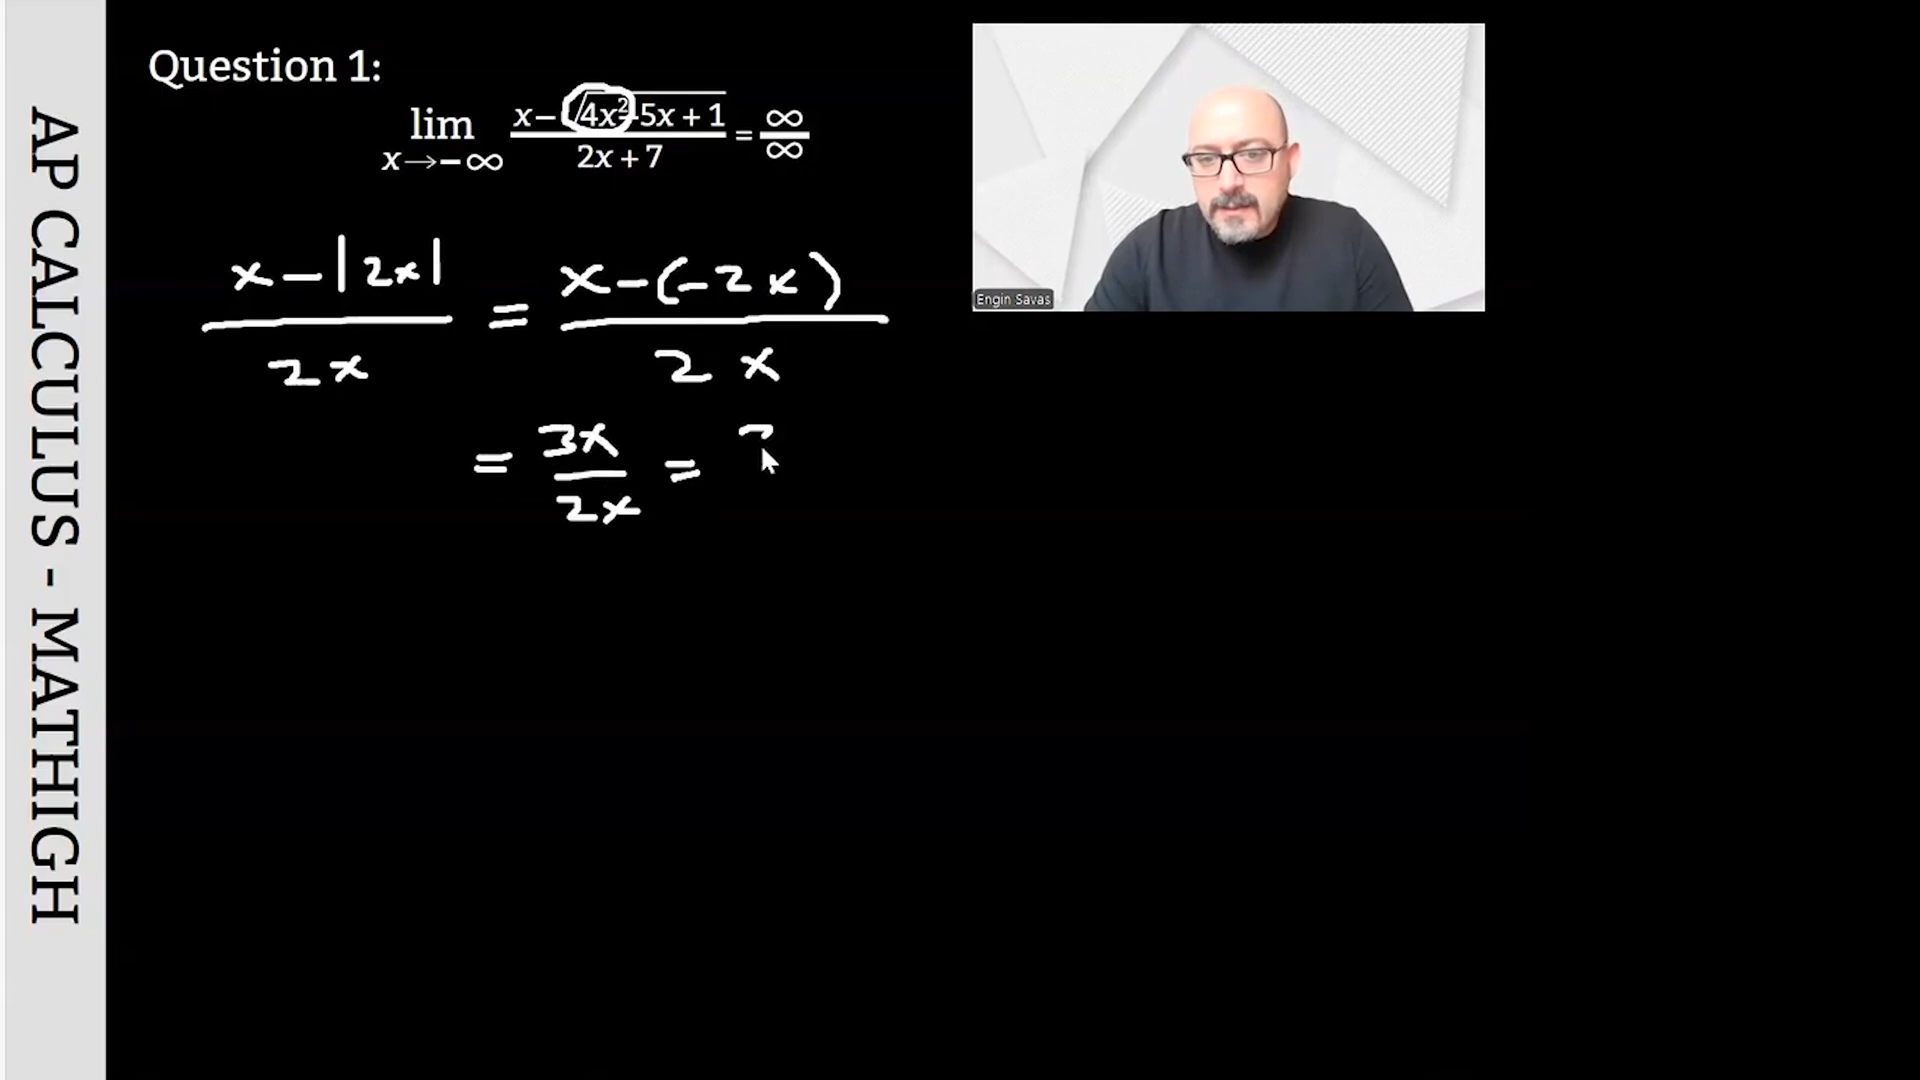 AP CALCULUS - MATHIGH
Question 1:
lim x→-∞ (x-√(4x²-5x+1))/(2x+7) = ∞/∞
Engin Savas
(x-|2x|)/(2x) = (x-(-2x))/(2x)
= 3x/2x =